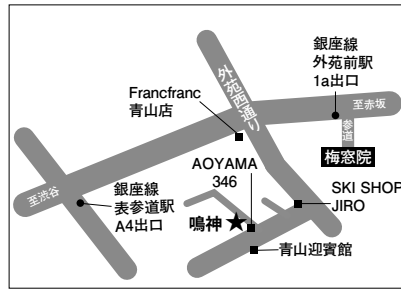 銀座線
外苑前駅
1a出口
外苑西通り
Francfranc
青山店
至赤坂
参道
梅窓院
AOYAMA
346
SKI SHOP
JIRO
至渋谷
銀座線
表参道駅
A4出口
鳴神
青山迎賓館